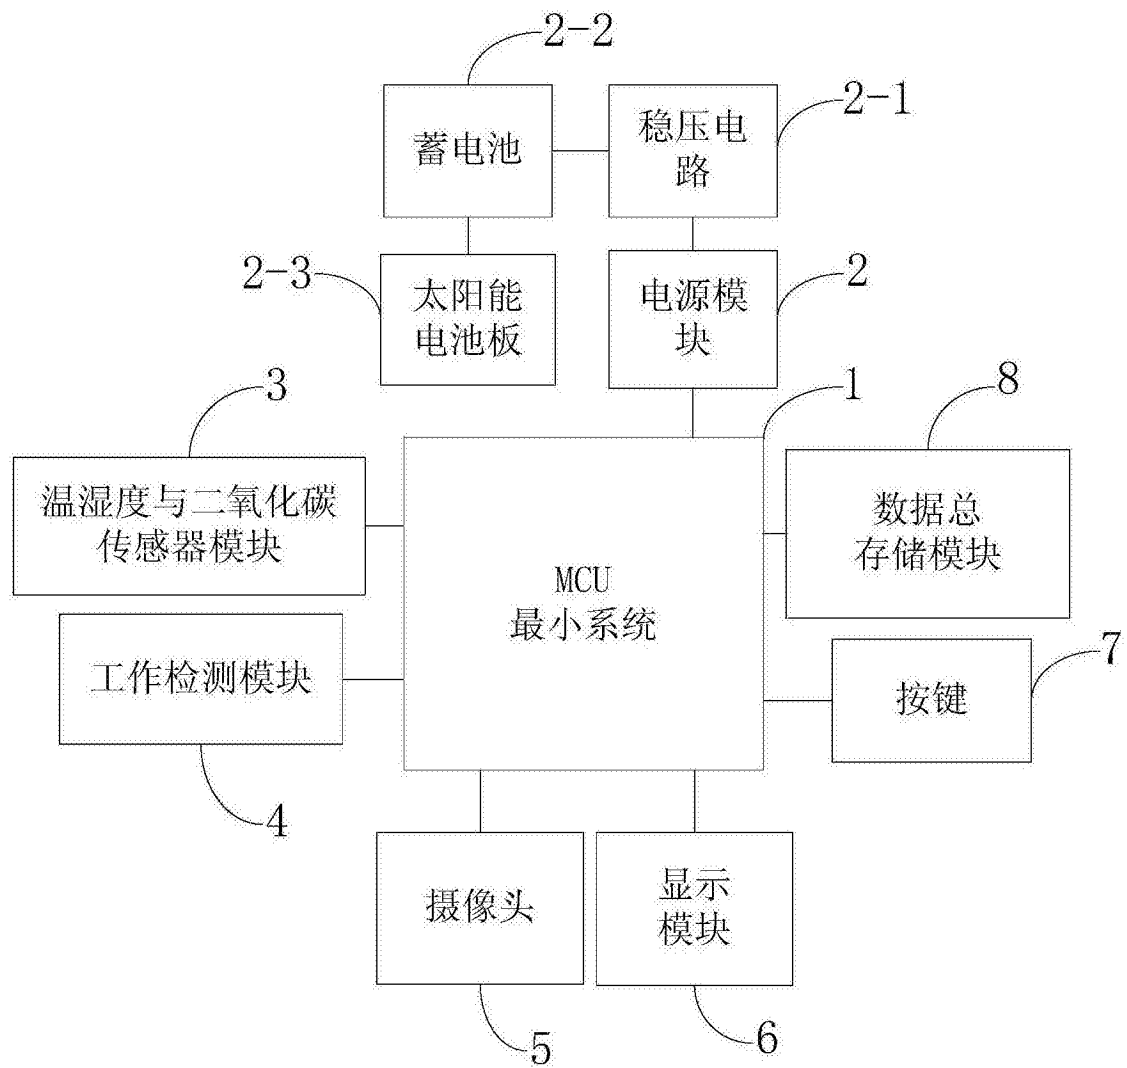 2-2
2-1
蓄电池
稳压电
路
2-3
太阳能
电池板
电源模
块
2
1
3
8
温湿度与二氧化碳
传感器模块
数据总
存储模块
MCU
最小系统
工作检测模块
按键
7
4
摄像头
显示
模块
5
6